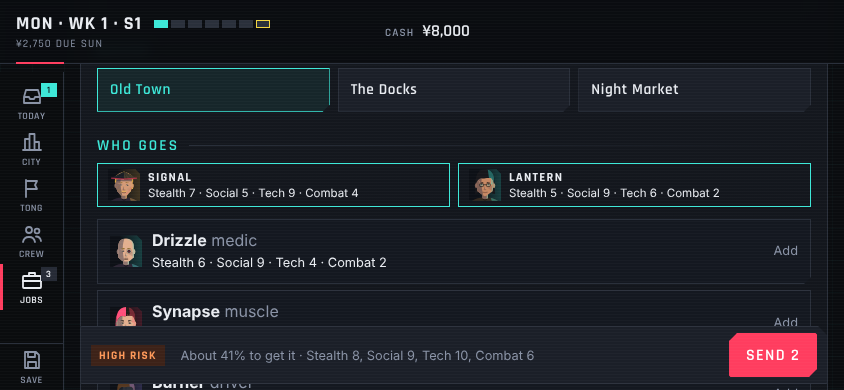 MON · WK 1 · S1
¥2,750 DUE SUN
CASH ¥8,000
1
TODAY
CITY
TONG
CREW
3
JOBS
SAVE
Old Town
The Docks
Night Market
WHO GOES
SIGNAL
Stealth 7 · Social 5 · Tech 9 · Combat 4
LANTERN
Stealth 5 · Social 9 · Tech 6 · Combat 2
Drizzle medic
Stealth 6 · Social 9 · Tech 4 · Combat 2
Add
Synapse muscle
Add
HIGH RISK
About 41% to get it · Stealth 8, Social 9, Tech 10, Combat 6
SEND 2
driver